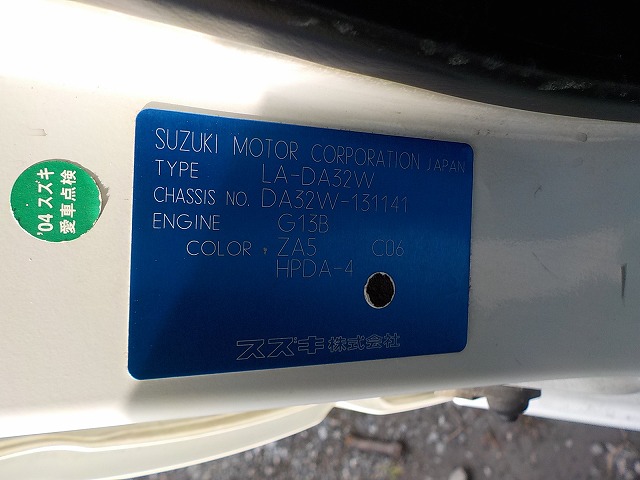 SUZUKI MOTOR CORPORATION JAPAN
TYPE LA-DA32W
CHASSIS NO. DA32W-131141
ENGINE G13B
COLOR , ZA5 C06
HPDA-4
スズキ株式会社
'04 スズキ
愛車点検